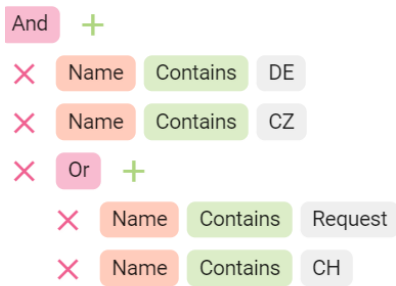 And
Name Contains DE
Name Contains CZ
Or
Name Contains Request
Name Contains CH